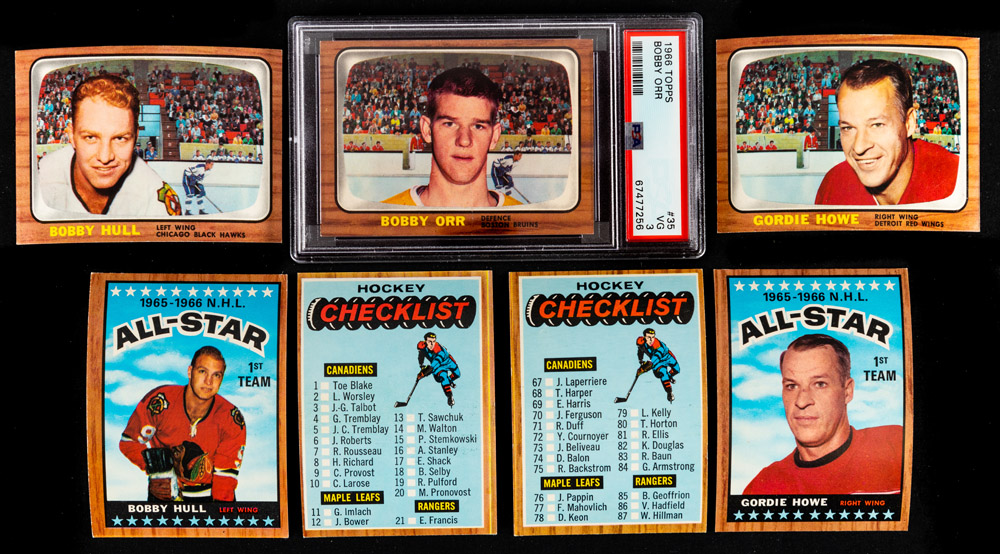 BOBBY HULL
LEFT WING
CHICAGO BLACK HAWKS
BOBBY ORR
DEFENCE
BOSTON BRUINS
1966 TOPPS
BOBBY ORR
PSA
#35
VG
3
67477256
GORDIE HOWE
RIGHT WING
DETROIT RED WINGS
1965-1966 N.H.L.
ALL-STAR
1ST
TEAM
BOBBY HULL LEFT WING
HOCKEY
CHECKLIST
CANADIENS
1 Toe Blake
2 L. Worsley
3 J.-G. Talbot
4 G. Tremblay
5 J. C. Tremblay
6 J. Roberts
7 R. Rousseau
8 H. Richard
9 C. Provost
10 C. Larose
MAPLE LEAFS
11 G. Imlach
12 J. Bower
13 T. Sawchuk
14 M. Walton
15 P. Stemkowski
16 A. Stanley
17 E. Shack
18 B. Selby
19 R. Pulford
20 M. Pronovost
RANGERS
21 E. Francis
HOCKEY
CHECKLIST
CANADIENS
67 J. Laperriere
68 T. Harper
69 E. Harris
70 J. Ferguson
71 R. Duff
72 Y. Cournoyer
73 J. Beliveau
74 D. Balon
75 R. Backstrom
MAPLE LEAFS
76 J. Pappin
77 F. Mahovlich
78 D. Keon
79 L. Kelly
80 T. Horton
81 R. Ellis
82 K. Douglas
83 R. Baun
84 G. Armstrong
RANGERS
85 B. Geoffrion
86 V. Hadfield
87 W. Hillman
1965-1966 N.H.L.
ALL-STAR
1ST
TEAM
GORDIE HOWE RIGHT WING